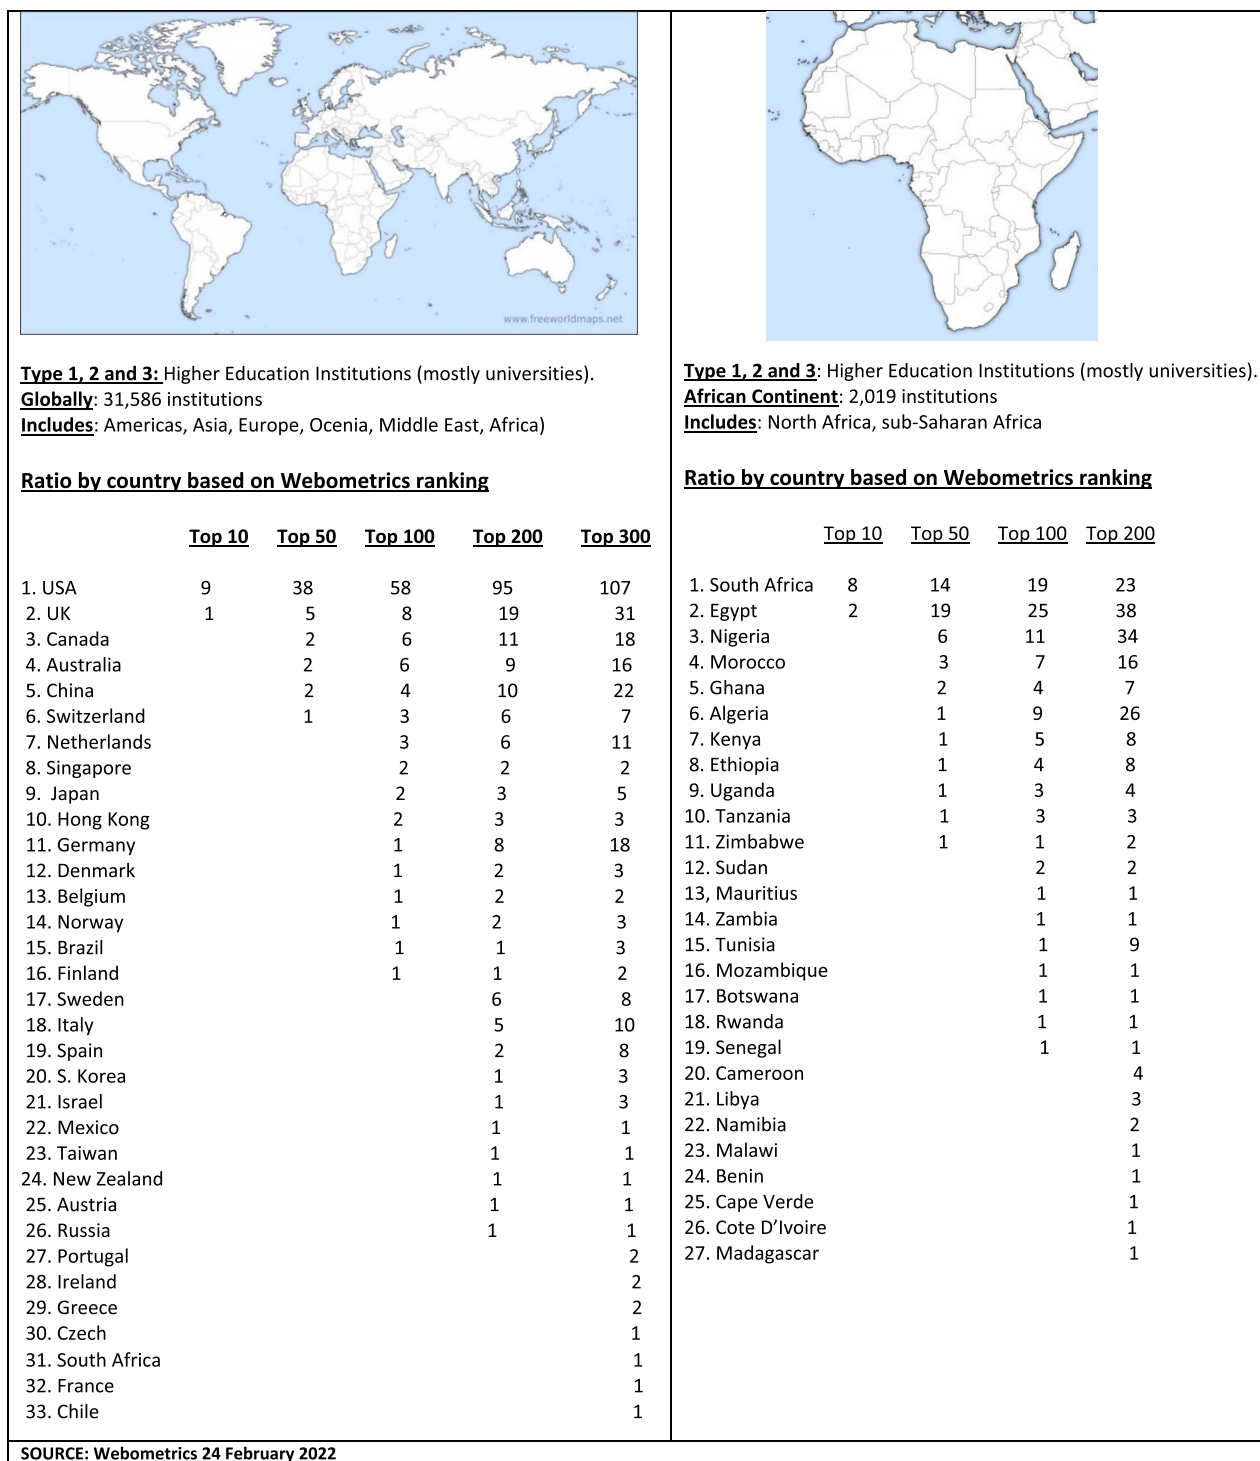 www.freeworldmaps.net
Type 1, 2 and 3: Higher Education Institutions (mostly universities).
Globally: 31,586 institutions
Includes: Americas, Asia, Europe, Ocenia, Middle East, Africa)
Ratio by country based on Webometrics ranking
Top 10 Top 50 Top 100 Top 200 Top 300
1. USA 9 38 58 95 107
2. UK 1 5 8 19 31
3. Canada 2 6 11 18
4. Australia 2 6 9 16
5. China 2 4 10 22
6. Switzerland 1 3 6 7
7. Netherlands 3 6 11
8. Singapore 2 2 2
9. Japan 2 3 5
10. Hong Kong 2 3 3
11. Germany 1 8 18
12. Denmark 1 2 3
13. Belgium 1 2 2
14. Norway 1 2 3
15. Brazil 1 1 3
16. Finland 1 1 2
17. Sweden 6 8
18. Italy 5 10
19. Spain 2 8
20. S. Korea 1 3
21. Israel 1 3
22. Mexico 1 1
23. Taiwan 1 1
24. New Zealand 1 1
25. Austria 1 1
26. Russia 1 1
27. Portugal 2
28. Ireland 2
29. Greece 2
30. Czech 1
31. South Africa 1
32. France 1
33. Chile 1
Type 1, 2 and 3: Higher Education Institutions (mostly universities).
African Continent: 2,019 institutions
Includes: North Africa, sub-Saharan Africa
Ratio by country based on Webometrics ranking
Top 10 Top 50 Top 100 Top 200
1. South Africa 8 14 19 23
2. Egypt 2 19 25 38
3. Nigeria 6 11 34
4. Morocco 3 7 16
5. Ghana 2 4 7
6. Algeria 1 9 26
7. Kenya 1 5 8
8. Ethiopia 1 4 8
9. Uganda 1 3 4
10. Tanzania 1 3 3
11. Zimbabwe 1 1 2
12. Sudan 2 2
13, Mauritius 1 1
14. Zambia 1 1
15. Tunisia 1 9
16. Mozambique 1 1
17. Botswana 1 1
18. Rwanda 1 1
19. Senegal 1 1
20. Cameroon 4
21. Libya 3
22. Namibia 2
23. Malawi 1
24. Benin 1
25. Cape Verde 1
26. Cote D’Ivoire 1
27. Madagascar 1
SOURCE: Webometrics 24 February 2022